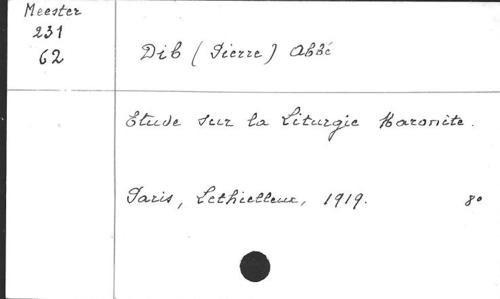 Meester
231
62
Dib (Pierre) Abbé
Etude sur la Liturgie Maronite.
Paris, Lethielleux, 1919. 8°